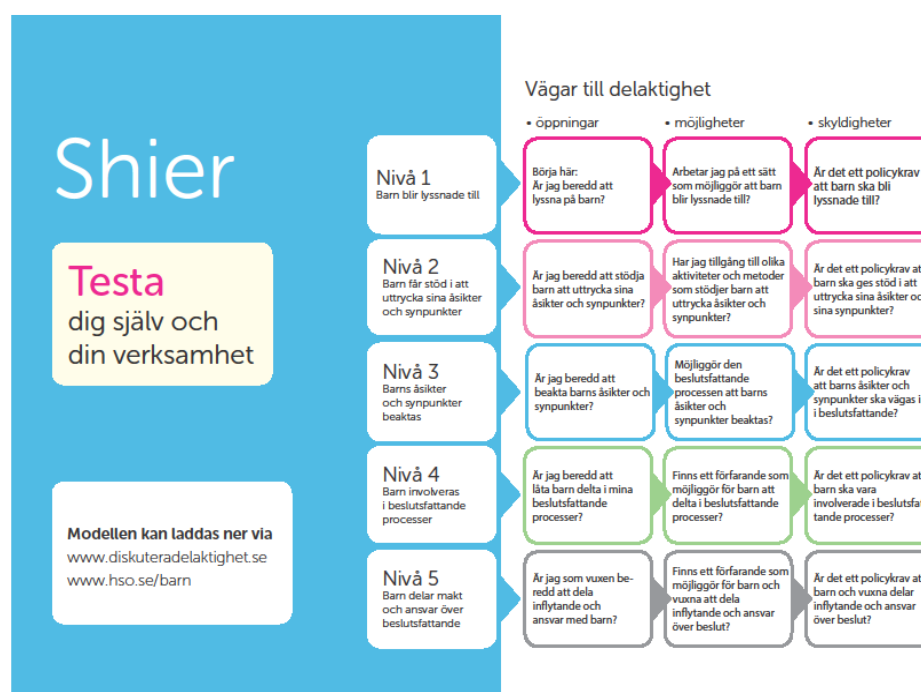 Shier
Testa
dig själv och
din verksamhet
Modellen kan laddas ner via
www.diskuteradelaktighet.se
www.hso.se/barn
Vägar till delaktighet
• öppningar
• möjligheter
• skyldigheter
Nivå 1
Barn blir lyssnade till
Börja här:
Är jag beredd att
lyssna på barn?
Arbetar jag på ett sätt
som möjliggör att barn
blir lyssnade till?
Är det ett policykrav
att barn ska bli
lyssnade till?
Nivå 2
Barn får stöd i att
uttrycka sina åsikter
och synpunkter
Är jag beredd att stödja
barn att uttrycka sina
åsikter och synpunkter?
Har jag tillgång till olika
aktiviteter och metoder
som stödjer barn att
uttrycka åsikter och
synpunkter?
Är det ett policykrav at
barn ska ges stöd i att
uttrycka sina åsikter oc
sina synpunkter?
Nivå 3
Barns åsikter
och synpunkter
beaktas
Är jag beredd att
beakta barns åsikter och
synpunkter?
Möjliggör den
beslutsfattande
processen att barns
åsikter och
synpunkter beaktas?
Är det ett policykrav
att barns åsikter och
synpunkter ska vägas i
i beslutsfattande?
Nivå 4
Barn involveras
i beslutsfattande
processer
Är jag beredd att
låta barn delta i mina
beslutsfattande
processer?
Finns ett förfarande som
möjliggör för barn att
delta i beslutsfattande
processer?
Är det ett policykrav at
barn ska vara
involverade i beslutsfat
tande processer?
Nivå 5
Barn delar makt
och ansvar över
beslutsfattande
Är jag som vuxen be-
redd att dela
inflytande och
ansvar med barn?
Finns ett förfarande som
möjliggör för barn och
vuxna att dela
inflytande och ansvar
över beslut?
Är det ett policykrav at
barn och vuxna delar
inflytande och ansvar
över beslut?